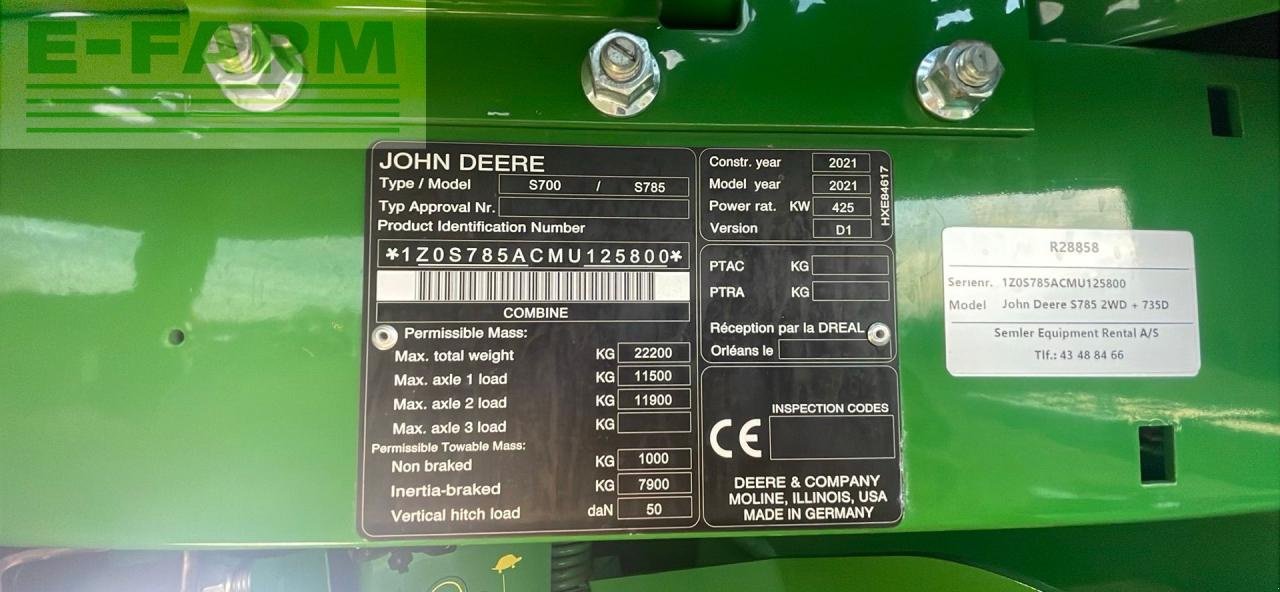 E-FARM
JOHN DEERE
Type / Model S700 / S785
Typ Approval Nr.
Product Identification Number
*1Z0S785ACMU125800*
COMBINE
Permissible Mass:
Max. total weight KG 22200
Max. axle 1 load KG 11500
Max. axle 2 load KG 11900
Max. axle 3 load KG
Permissible Towable Mass:
Non braked KG 1000
Inertia-braked KG 7900
Vertical hitch load daN 50
Constr. year 2021
Model year 2021
Power rat. KW 425
Version D1
HXE84617
PTAC KG
PTRA KG
Réception par la DREAL
Orléans le
INSPECTION CODES
CE
DEERE & COMPANY
MOLINE, ILLINOIS, USA
MADE IN GERMANY
R28858
Serienr. 1Z0S785ACMU125800
Model John Deere S785 2WD + 735D
Semler Equipment Rental A/S
Tlf.: 43 48 84 66